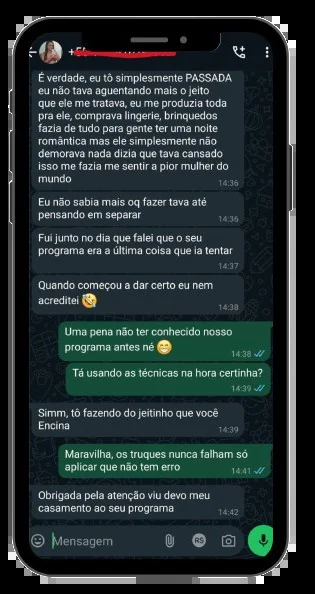 É verdade, eu tô simplesmente PASSADA
eu não tava aguentando mais o jeito
que ele me tratava, eu me produzia toda
pra ele, comprava lingerie, brinquedos
fazia de tudo para gente ter uma noite
romântica mas ele simplesmente não
demorava nada dizia que tava cansado
isso me fazia me sentir a pior mulher do
mundo
14:36
Eu não sabia mais oq fazer tava até
pensando em separar
14:36
Fui junto no dia que falei que o seu
programa era a última coisa que ia tentar
14:37
Quando começou a dar certo eu nem
acreditei 🤣
14:38
Uma pena não ter conhecido nosso
programa antes né 😁
14:38
Tá usando as técnicas na hora certinha?
14:39
Simm, tô fazendo do jeitinho que você
Encina
14:39
Maravilha, os truques nunca falham só
aplicar que não tem erro
14:41
Obrigada pela atenção viu devo meu
casamento ao seu programa
14:42
Mensagem
R$